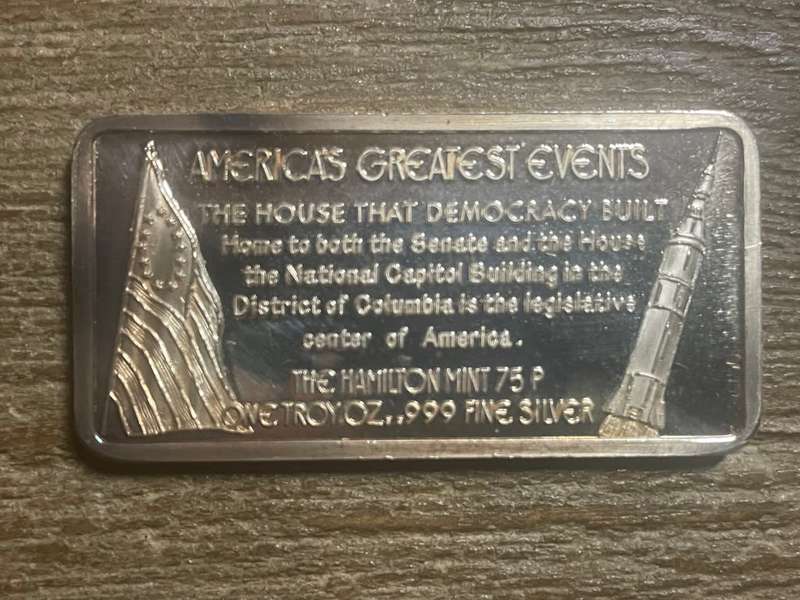 AMERICA'S GREATEST EVENTS
THE HOUSE THAT DEMOCRACY BUILT
Home to both the Senate and the House
the National Capitol Building in the
District of Columbia is the legislative
center of America.
THE HAMILTON MINT 75 P
ONE TROY.OZ..999 FINE SILVER